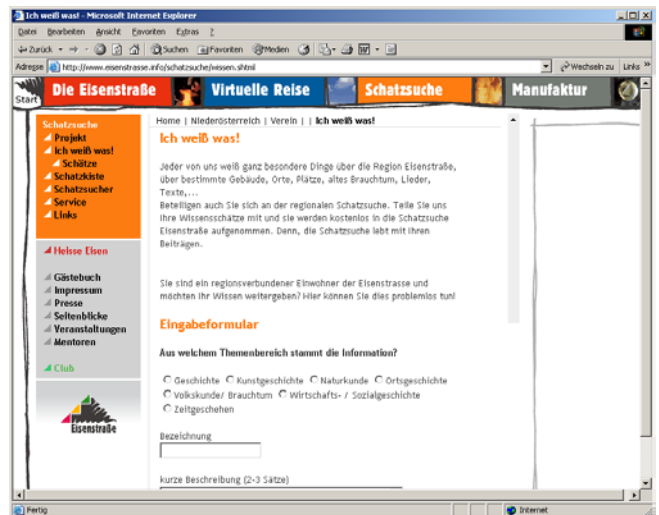 Ich weiß was! - Microsoft Internet Explorer
Datei Bearbeiten Ansicht Favoriten Extras ?
Zurück Suchen Favoriten Medien
Adresse http://www.eisenstrasse.info/schatzsuche/wissen.shtml Wechseln zu Links »
Start Die Eisenstraße Virtuelle Reise Schatzsuche Manufaktur
Schatzsuche
Projekt
Ich weiß was!
Schätze
Schatzkiste
Schatzsucher
Service
Links
Heisse Eisen
Gästebuch
Impressum
Presse
Seitenblicke
Veranstaltungen
Mentoren
Club
Eisenstraße
Home | Niederösterreich | Verein | | Ich weiß was!
Ich weiß was!
Jeder von uns weiß ganz besondere Dinge über die Region Eisenstraße,
über bestimmte Gebäude, Orte, Plätze, altes Brauchtum, Lieder,
Texte,...
Beteiligen auch Sie sich an der regionalen Schatzsuche. Teile Sie uns
Ihre Wissensschätze mit und sie werden kostenlos in die Schatzsuche
Eisenstraße aufgenommen. Denn, die Schatzsuche lebt mit Ihren
Beiträgen.
Sie sind ein regionsverbundener Einwohner der Eisenstrasse und
möchten Ihr Wissen weitergeben? Hier können Sie dies problemlos tun!
Eingabeformular
Aus welchem Themenbereich stammt die Information?
Geschichte Kunstgeschichte Naturkunde Ortsgeschichte
Volkskunde/ Brauchtum Wirtschafts- / Sozialgeschichte
Zeitgeschehen
Bezeichnung
kurze Beschreibung (2-3 Sätze)
Fertig Internet